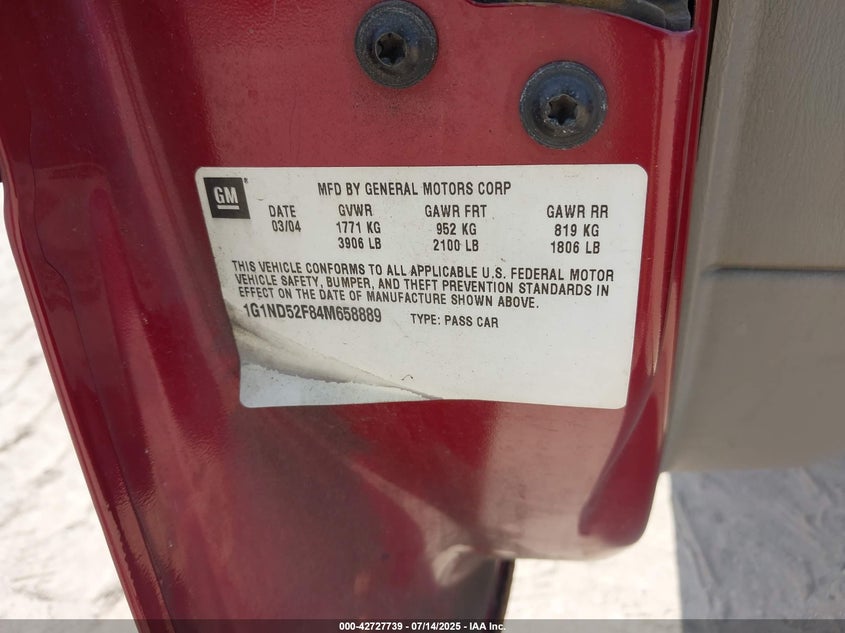 GM
MFD BY GENERAL MOTORS CORP
DATE GVWR GAWR FRT GAWR RR
03/04 1771 KG 952 KG 819 KG
3906 LB 2100 LB 1806 LB
THIS VEHICLE CONFORMS TO ALL APPLICABLE U.S. FEDERAL MOTOR
VEHICLE SAFETY, BUMPER, AND THEFT PREVENTION STANDARDS IN
EFFECT ON THE DATE OF MANUFACTURE SHOWN ABOVE.
1G1ND52F84M658889 TYPE: PASS CAR
000-42727739 - 07/14/2025 - IAA Inc.